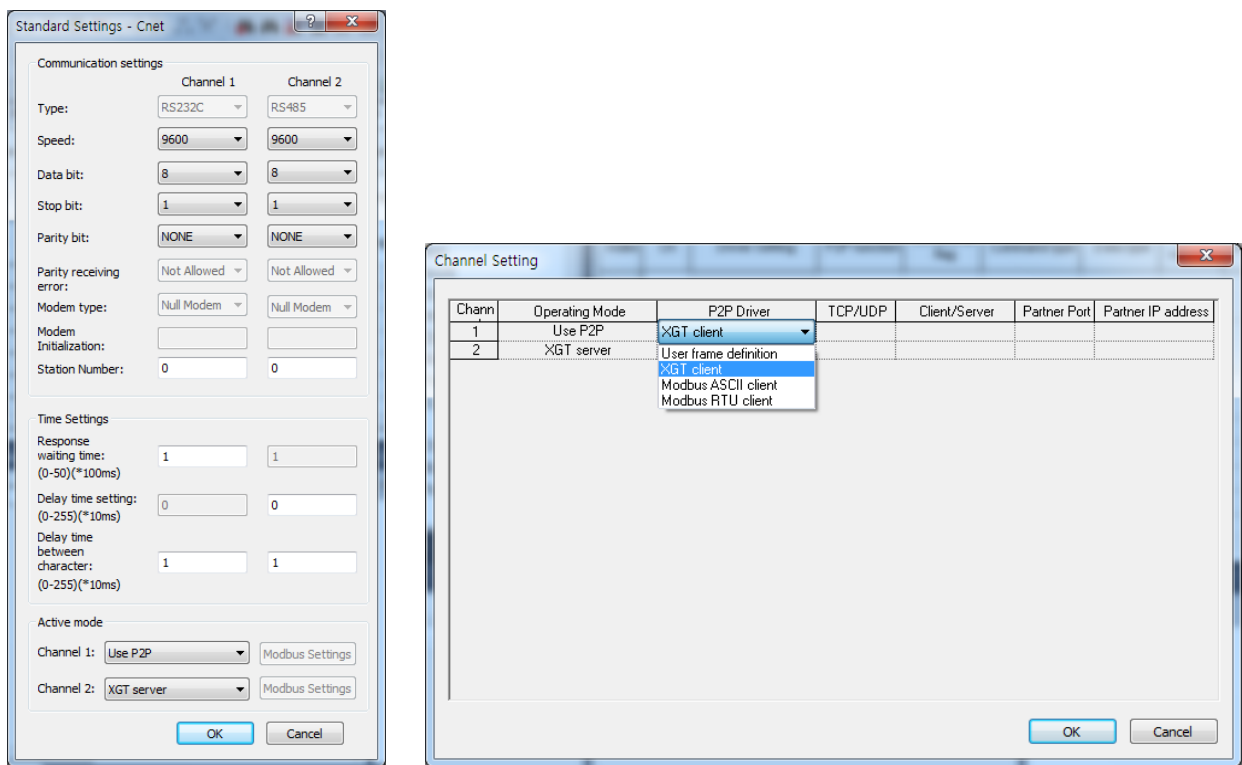 Standard Settings - Cnet
Communication settings
Channel 1 Channel 2
Type: RS232C RS485
Speed: 9600 9600
Data bit: 8 8
Stop bit: 1 1
Parity bit: NONE NONE
Parity receiving
error: Not Allowed Not Allowed
Modem type: Null Modem Null Modem
Modem
Initialization:
Station Number: 0 0
Time Settings
Response
waiting time: 1 1
(0-50)(*100ms)
Delay time setting: 0 0
(0-255)(*10ms)
Delay time
between
character: 1 1
(0-255)(*10ms)
Active mode
Channel 1: Use P2P Modbus Settings
Channel 2: XGT server Modbus Settings
OK Cancel
Channel Setting
Chann Operating Mode P2P Driver TCP/UDP Client/Server Partner Port Partner IP address
1 Use P2P XGT client
2 XGT server
User frame definition
XGT client
Modbus ASCII client
Modbus RTU client
OK Cancel